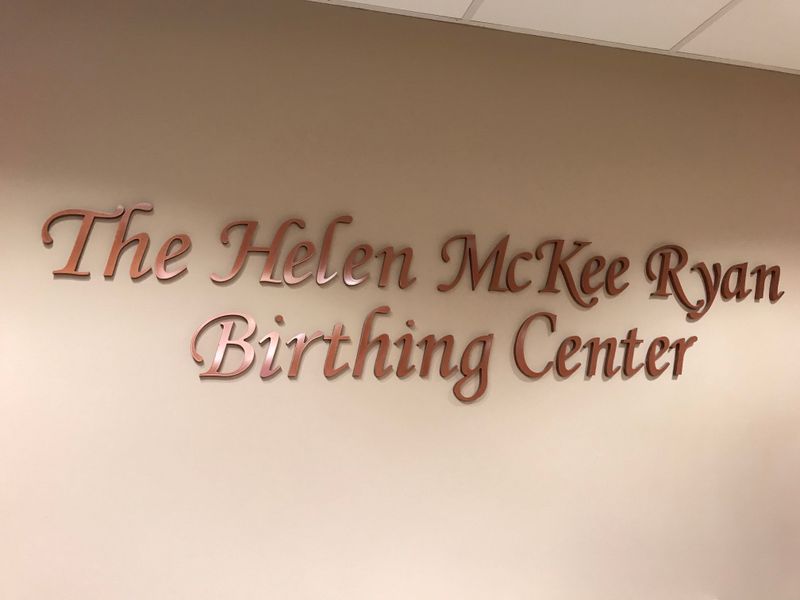 The Helen McKee Ryan
Birthing Center